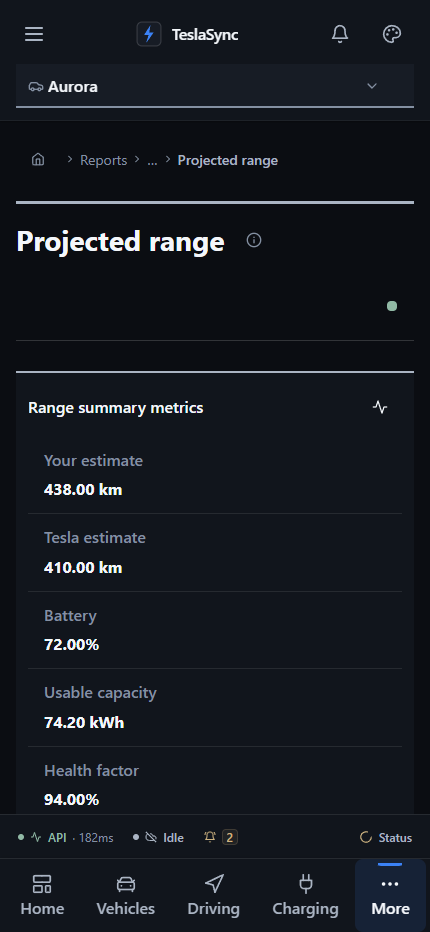 TeslaSync
Aurora
Reports
...
Projected range
Projected range
Range summary metrics
Your estimate
438.00 km
Tesla estimate
410.00 km
Battery
72.00%
Usable capacity
74.20 kWh
Health factor
94.00%
API · 182ms Idle 2 Status
Home Vehicles Driving Charging More